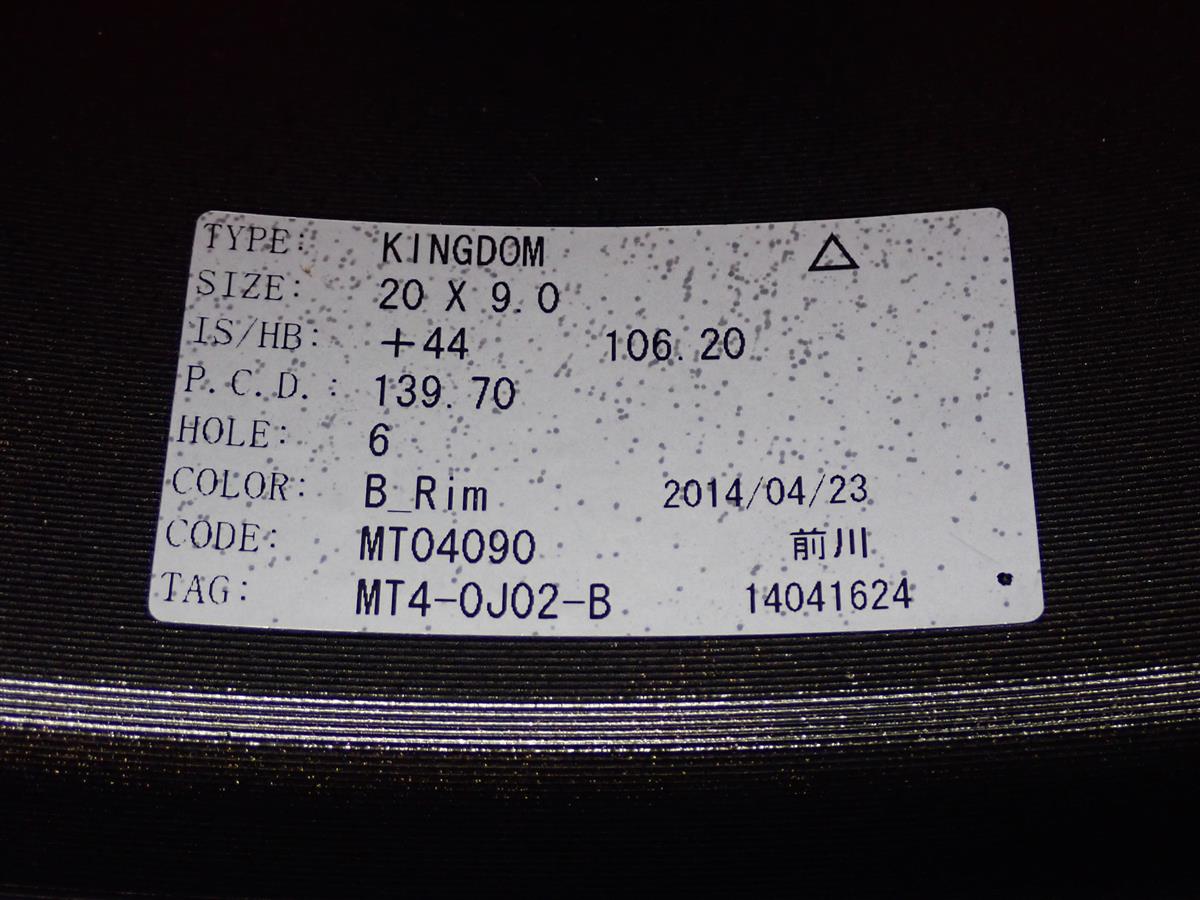 TYPE: KINGDOM △
SIZE: 20 X 9.0
IS/HB: +44 106.20
P.C.D.: 139.70
HOLE: 6
COLOR: B_Rim 2014/04/23
CODE: MT04090 前川
TAG: MT4-0J02-B 14041624